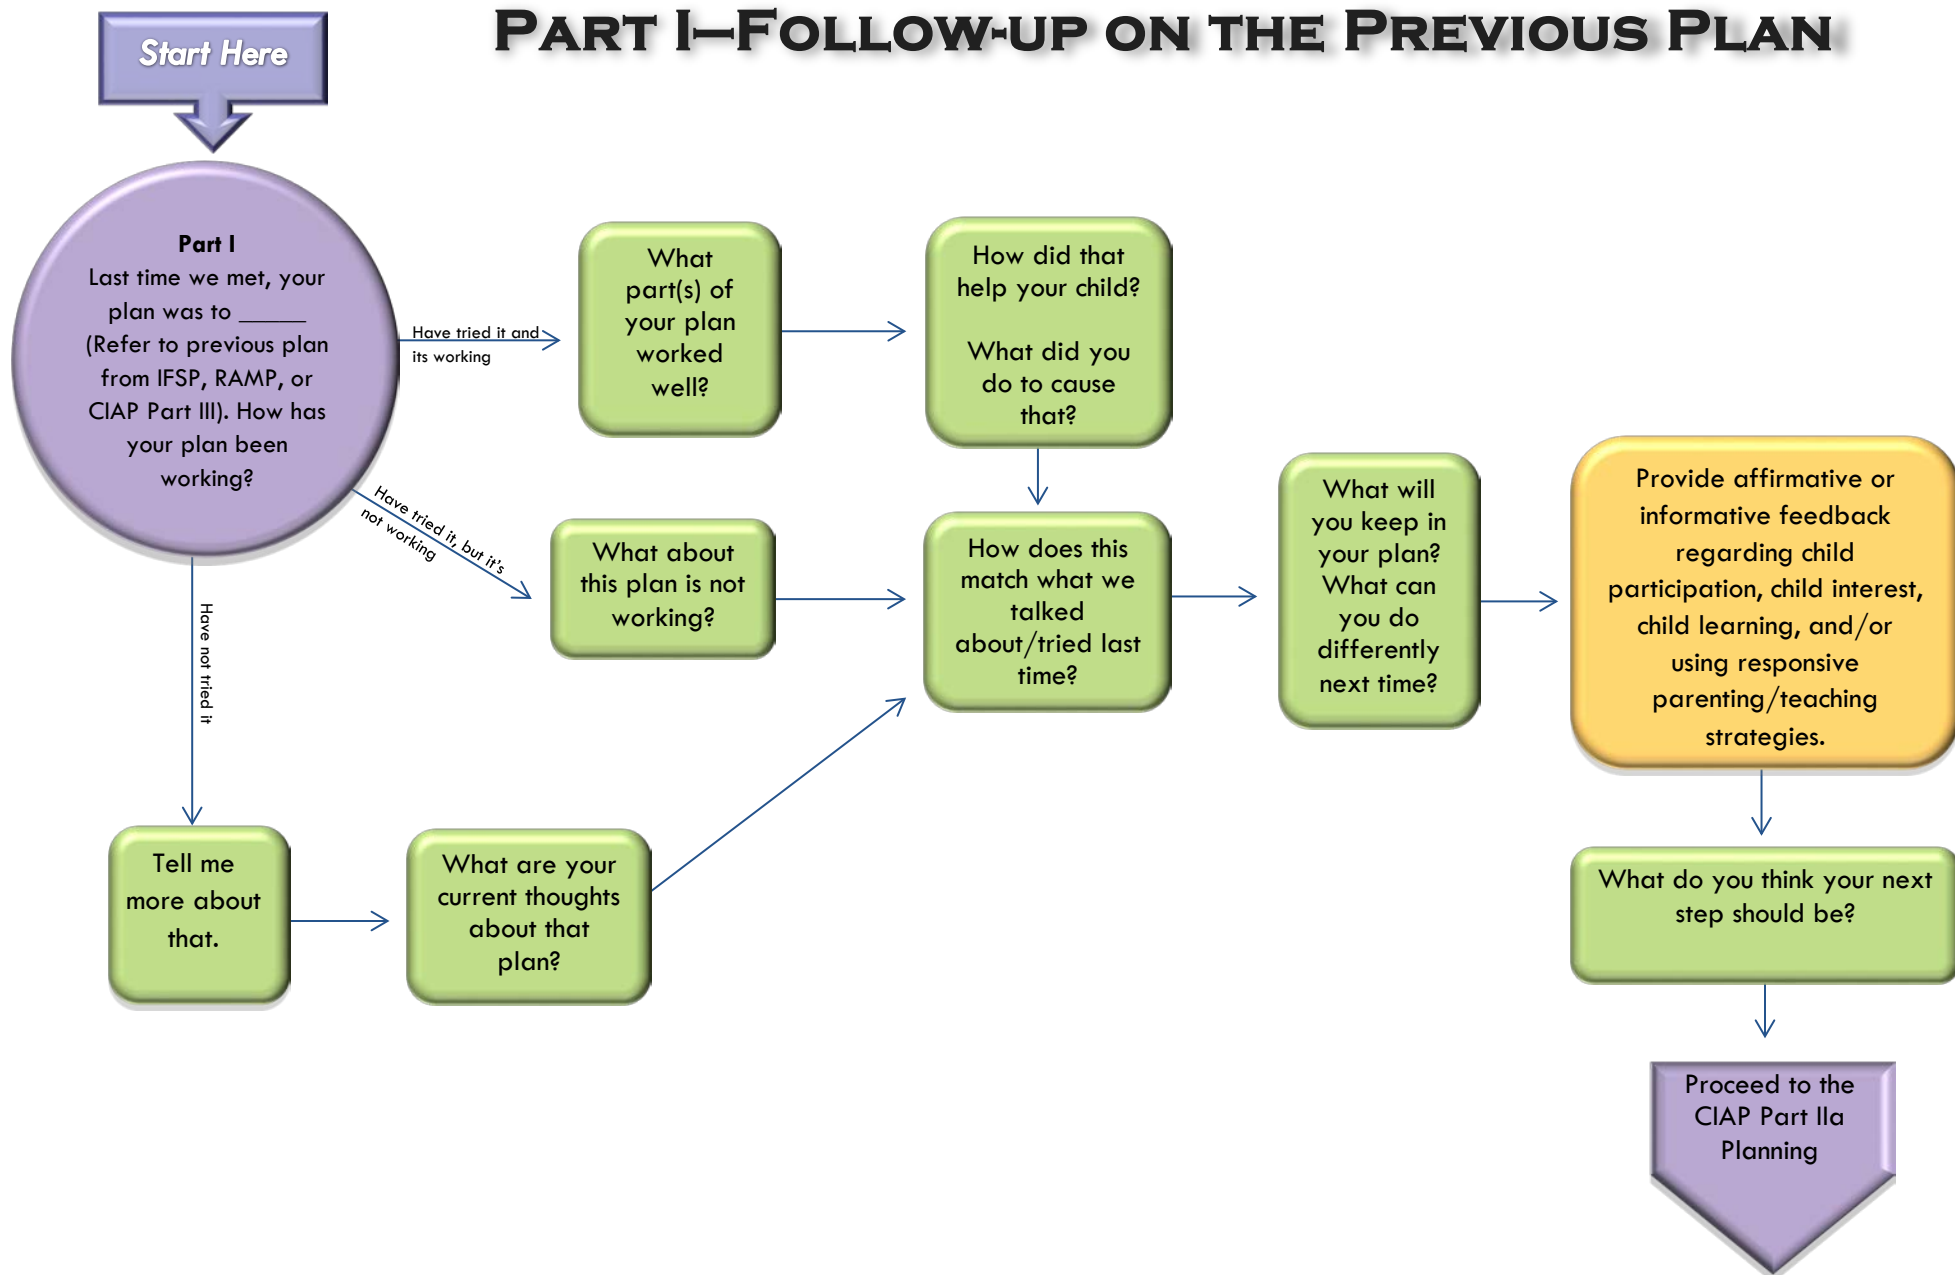 PART I—FOLLOW-UP ON THE PREVIOUS PLAN
Start Here
Part I
Last time we met, your
plan was to _____
(Refer to previous plan
from IFSP, RAMP, or
CIAP Part III). How has
your plan been
working?
Have tried it and
its working
What
part(s) of
your plan
worked
well?
How did that
help your child?
What did you
do to cause
that?
Have tried it, but it's
not working
What about
this plan is not
working?
How does this
match what we
talked
about/tried last
time?
What will
you keep in
your plan?
What can
you do
differently
next time?
Provide affirmative or
informative feedback
regarding child
participation, child interest,
child learning, and/or
using responsive
parenting/teaching
strategies.
Have not tried it
Tell me
more about
that.
What are your
current thoughts
about that
plan?
What do you think your next
step should be?
Proceed to the
CIAP Part IIa
Planning